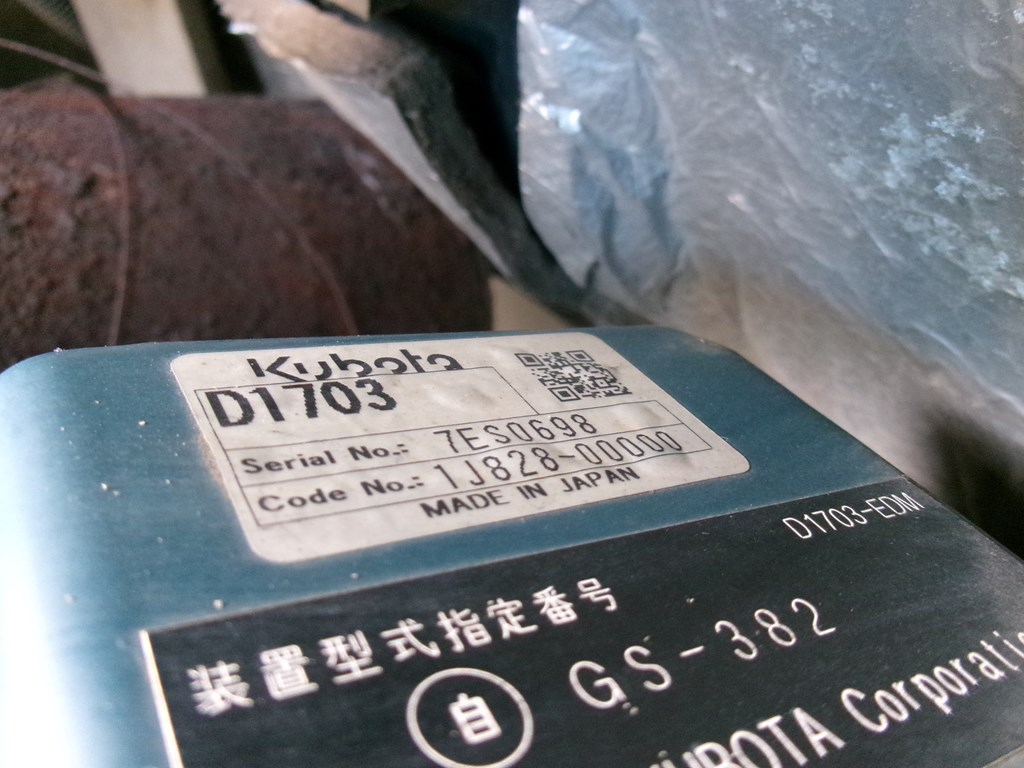 Kubota
D1703
Serial No.: 7ES0698
Code No.: 1J828-00000
MADE IN JAPAN
D1703-EDM
装置型式指定番号
自 GS-382
KUBOTA Corporation